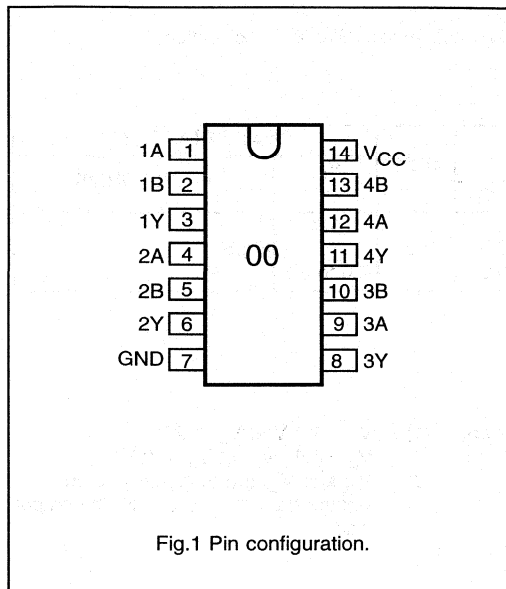 1A 1 14 VCC
1B 2 13 4B
1Y 3 12 4A
2A 4 00 11 4Y
2B 5 10 3B
2Y 6 9 3A
GND 7 8 3Y
Fig.1 Pin configuration.